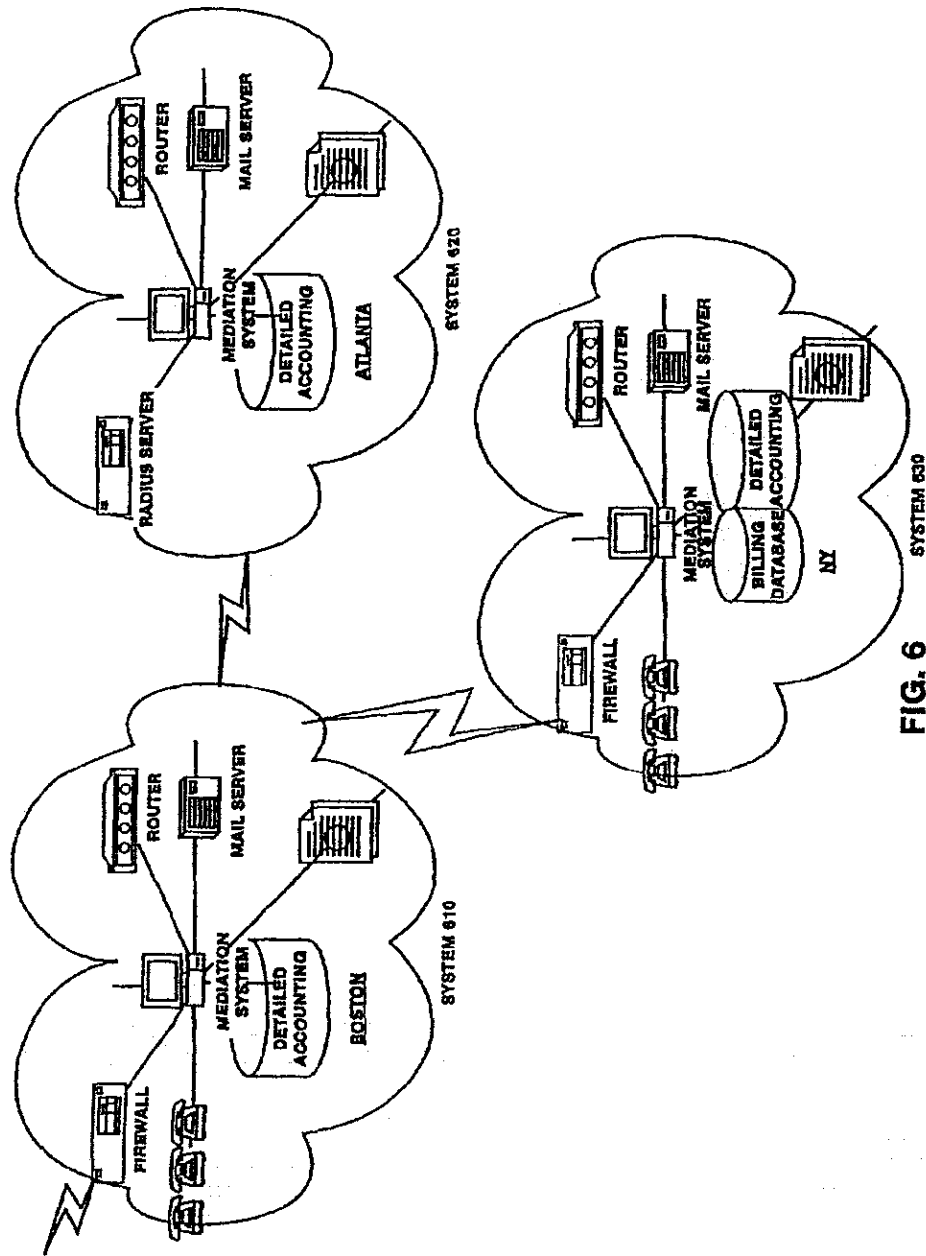 FIREWALL
ROUTER
MAIL SERVER
MEDIATION
SYSTEM
DETAILED
ACCOUNTING
BOSTON
SYSTEM 610
RADIUS SERVER
ROUTER
MAIL SERVER
MEDIATION
SYSTEM
DETAILED
ACCOUNTING
ATLANTA
SYSTEM 620
FIREWALL
ROUTER
MAIL SERVER
MEDIATION
SYSTEM
BILLING
DATABASE
DETAILED
ACCOUNTING
NY
SYSTEM 630
FIG. 6